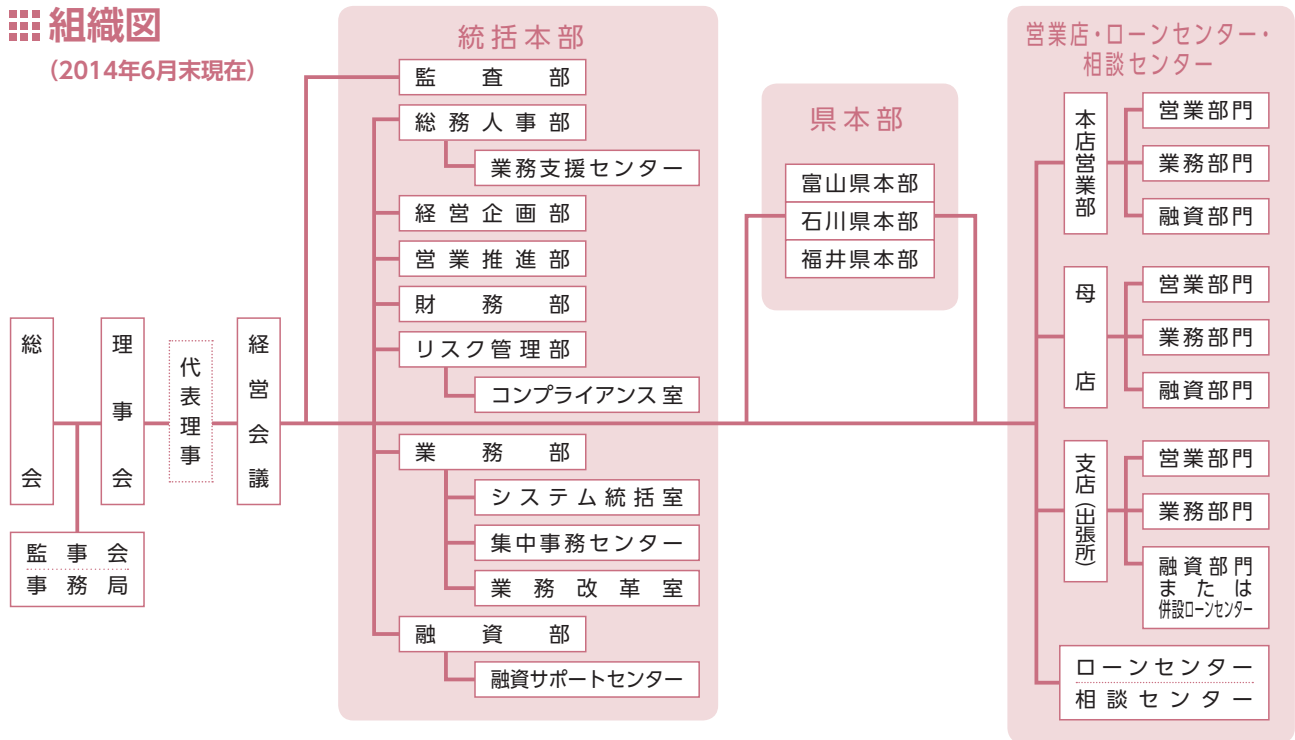 組織図
(2014年6月末現在)
総会
監事会
事務局
理事会
代表理事
経営会議
統括本部
監査部
総務人事部
業務支援センター
経営企画部
営業推進部
財務部
リスク管理部
コンプライアンス室
業務部
システム統括室
集中事務センター
業務改革室
融資部
融資サポートセンター
県本部
富山県本部
石川県本部
福井県本部
営業店・ローンセンター・
相談センター
本店営業部
営業部門
業務部門
融資部門
母店
営業部門
業務部門
融資部門
支店(出張所)
営業部門
業務部門
融資部門
または
併設ローンセンター
ローンセンター
相談センター